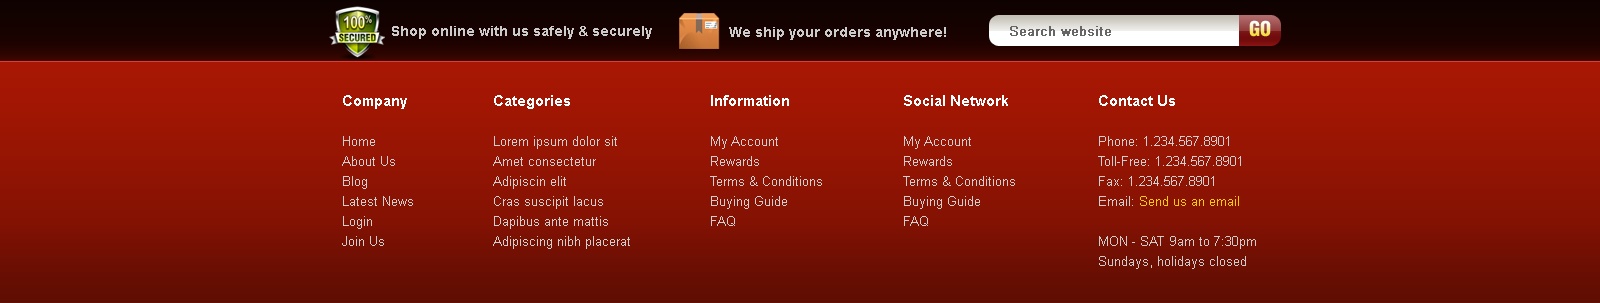 100%
SECURED
Shop online with us safely & securely
We ship your orders anywhere!
Search website
GO
Company
Home
About Us
Blog
Latest News
Login
Join Us
Categories
Lorem ipsum dolor sit
Amet consectetur
Adipiscin elit
Cras suscipit lacus
Dapibus ante mattis
Adipiscing nibh placerat
Information
My Account
Rewards
Terms & Conditions
Buying Guide
FAQ
Social Network
My Account
Rewards
Terms & Conditions
Buying Guide
FAQ
Contact Us
Phone: 1.234.567.8901
Toll-Free: 1.234.567.8901
Fax: 1.234.567.8901
Email: Send us an email
MON - SAT 9am to 7:30pm
Sundays, holidays closed